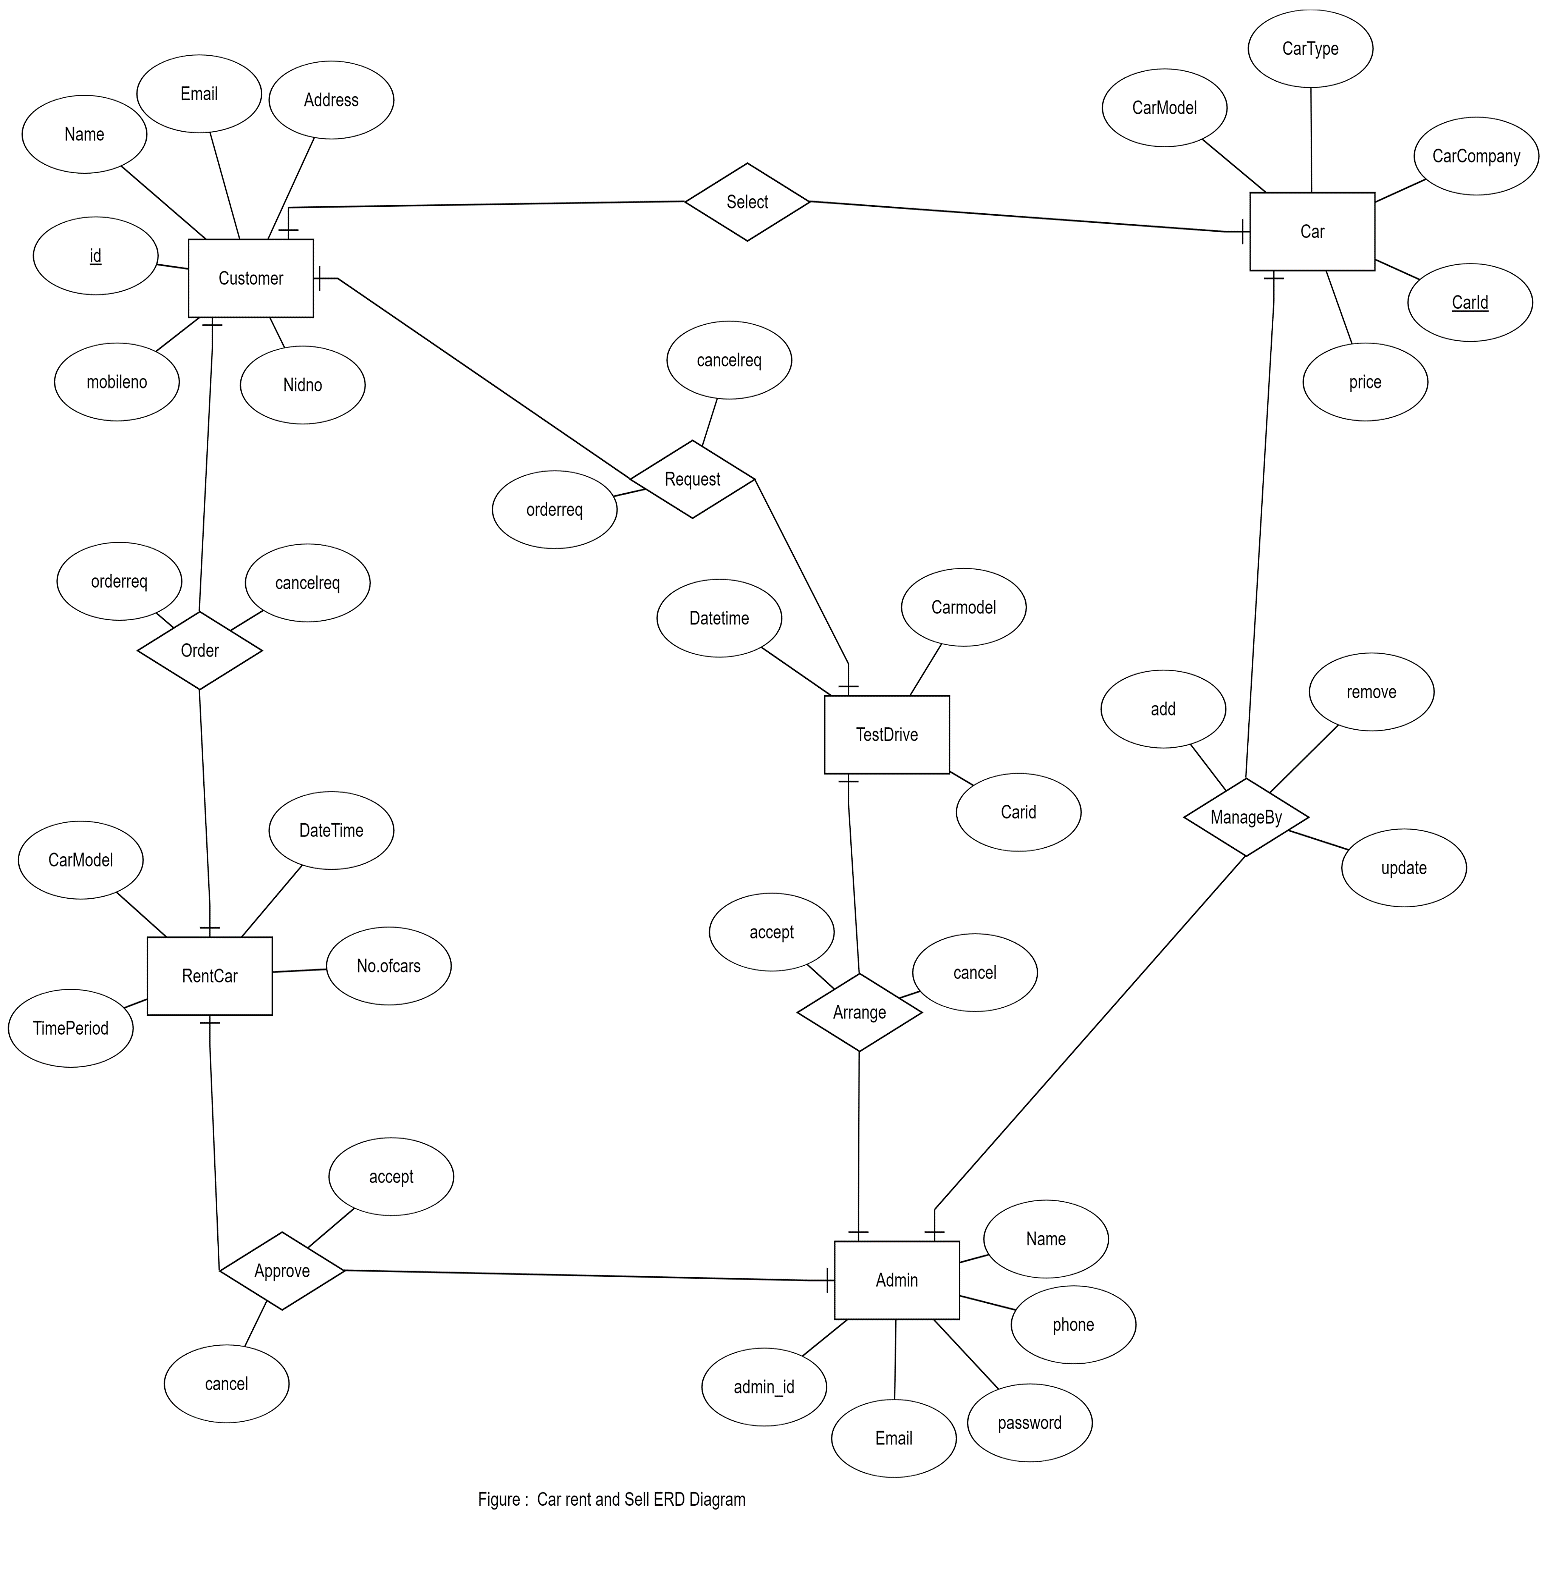 CarType
Email
Address
CarModel
Name
CarCompany
Select
Car
id
Customer
CarId
cancelreq
mobileno
Nidno
price
Request
orderreq
orderreq
cancelreq
Datetime
Carmodel
Order
remove
add
TestDrive
Carid
ManageBy
DateTime
CarModel
update
accept
No.ofcars
cancel
RentCar
Arrange
TimePeriod
accept
Name
Approve
Admin
phone
cancel
admin_id
password
Email
Figure : Car rent and Sell ERD Diagram